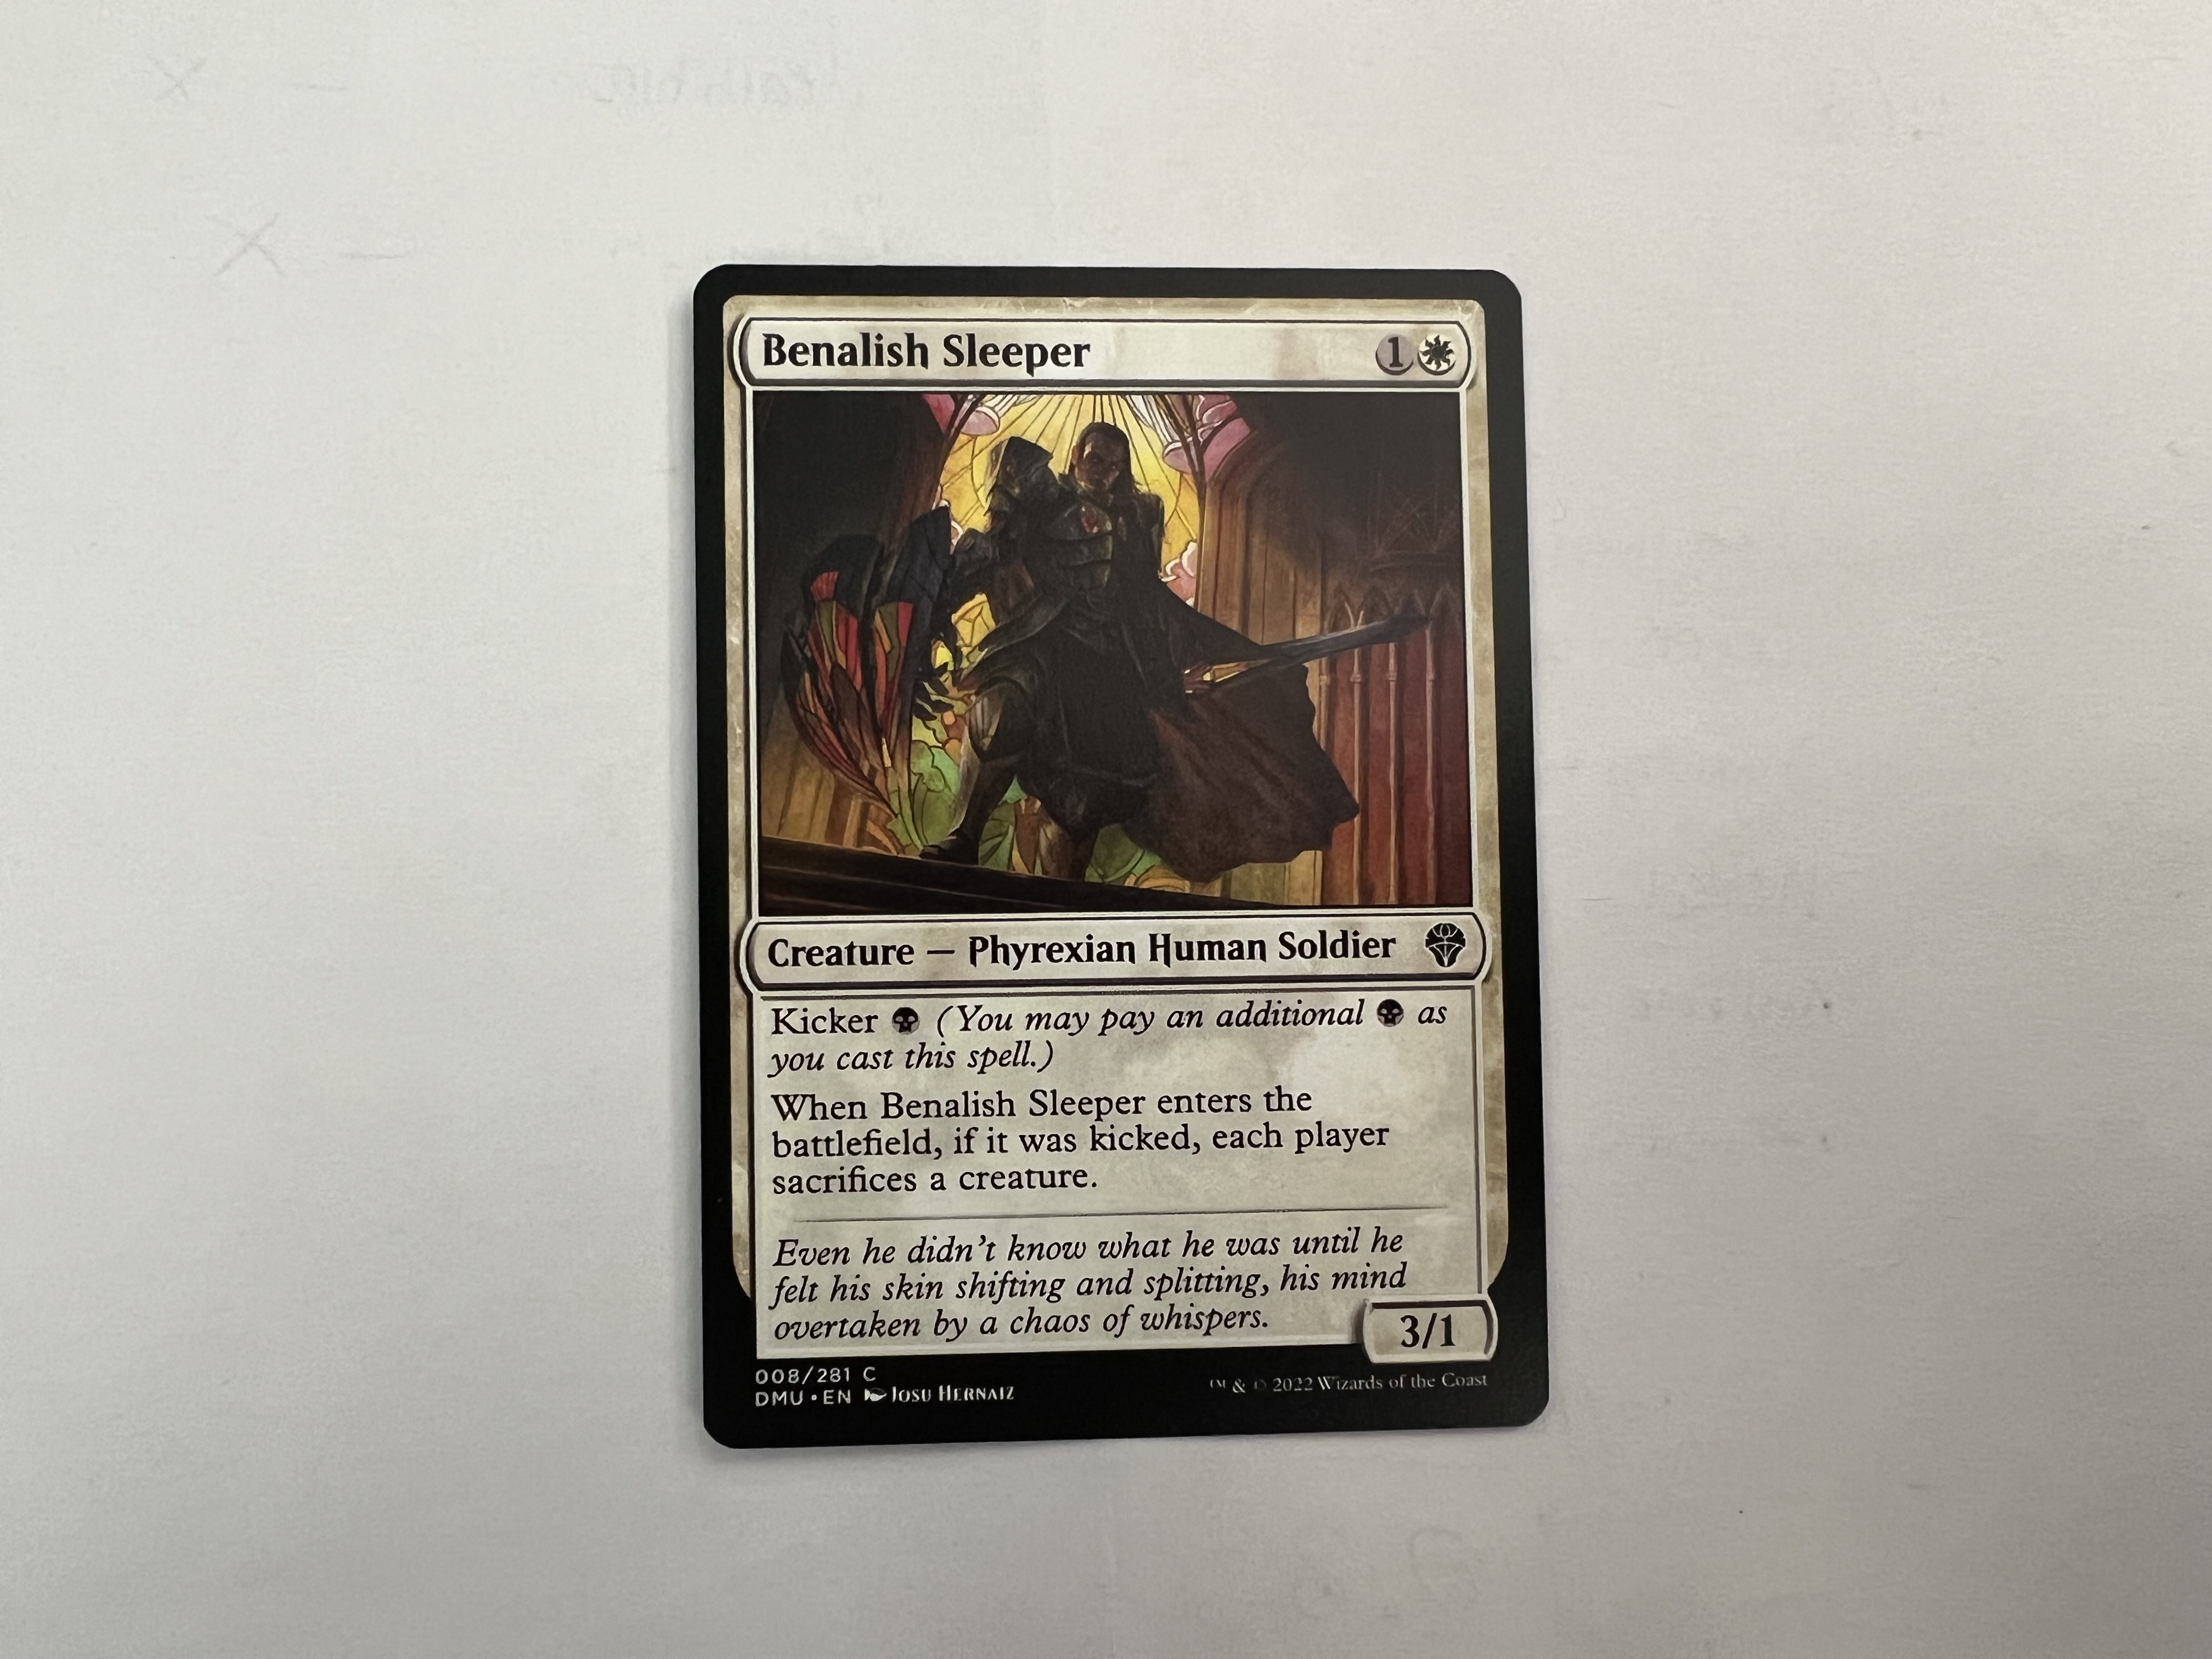 Benalish Sleeper 1
Creature — Phyrexian Human Soldier
Kicker (You may pay an additional as
you cast this spell.)
When Benalish Sleeper enters the
battlefield, if it was kicked, each player
sacrifices a creature.
Even he didn't know what he was until he
felt his skin shifting and splitting, his mind
overtaken by a chaos of whispers.
3/1
008/281 C
DMU • EN Josu Hernaiz
™ & © 2022 Wizards of the Coast